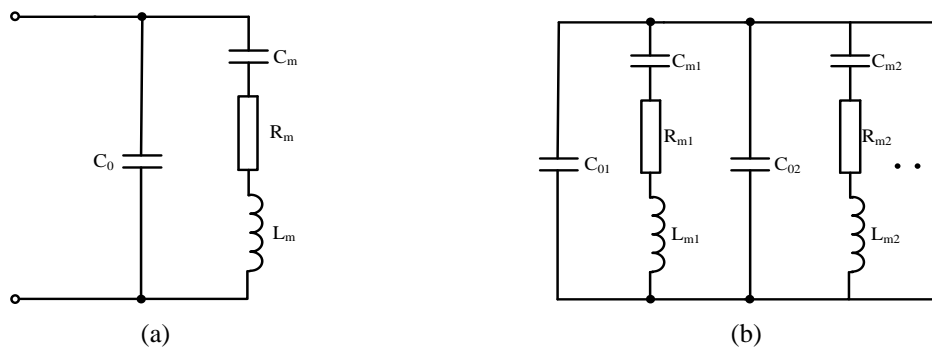 C₀
Cₘ
Rₘ
Lₘ
(a)
C₀₁
Cₘ₁
Rₘ₁
Lₘ₁
C₀₂
Cₘ₂
Rₘ₂
Lₘ₂
(b)